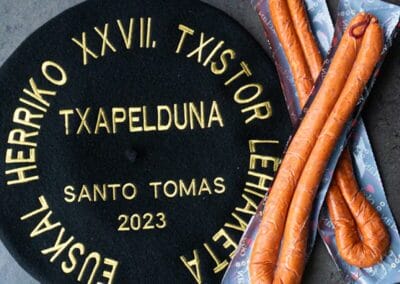 EUSKAL HERRIKO XXVII. TXISTOR LEHIAKETA
TXAPELDUNA
SANTO TOMAS
2023